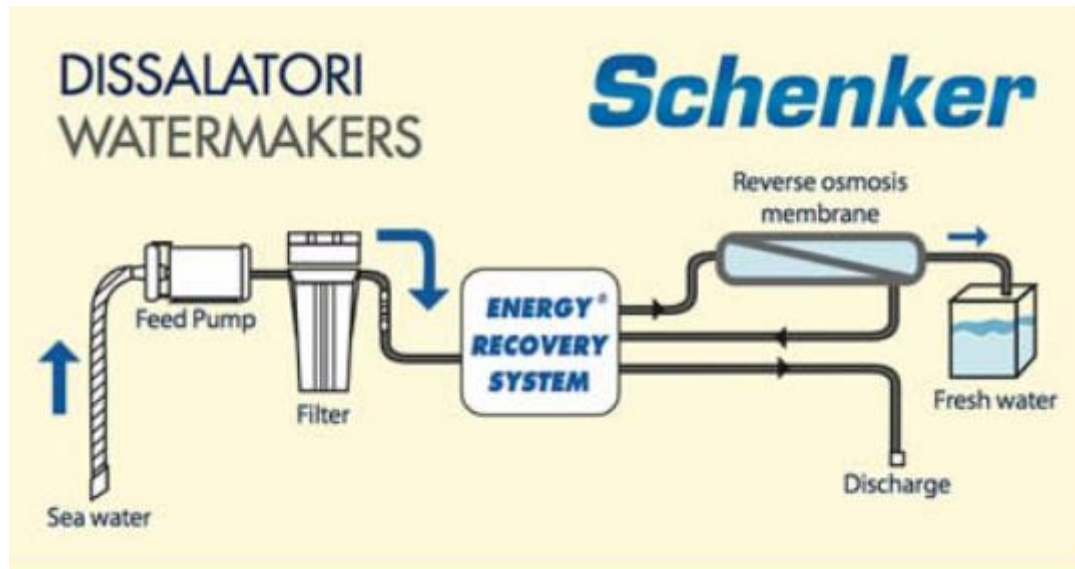 DISSALATORI
WATERMAKERS
Schenker
Reverse osmosis
membrane
Feed Pump
ENERGY®
RECOVERY
SYSTEM
Filter
Fresh water
Discharge
Sea water